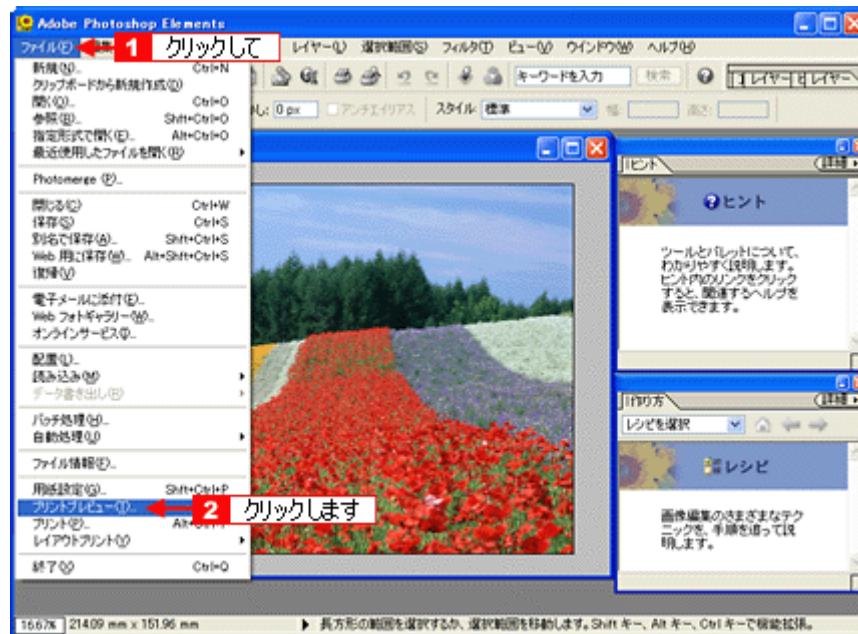 Adobe Photoshop Elements
ファイル(F)
1 クリックして
レイヤー(L) 選択範囲(S) フィルタ(T) ビュー(V) ウインドウ(W) ヘルプ(H)
キーワードを入力 検索
0 px アンチエイリアス スタイル: 標準 幅: 高さ:
新規(N)... Ctrl+N
クリップボードから新規作成(D)
開く(O)... Ctrl+O
参照(B)... Shift+Ctrl+O
指定形式で開く(E)... Alt+Ctrl+O
最近使用したファイルを開く(R)
Photomerge (P)...
閉じる(C) Ctrl+W
保存(S) Ctrl+S
別名で保存(A)... Shift+Ctrl+S
Web 用に保存(W)... Alt+Shft+Ctrl+S
復帰(V)
電子メールに添付(E)...
Web フォトギャラリー(W)...
オンラインサービス(I)...
配置(L)...
読み込み(M)
データ書き出し(R)
バッチ処理(H)...
自動処理(U)
ファイル情報(F)...
用紙設定(G)... Shft+Ctrl+P
プリントプレビュー(T)...
2 クリックします
プリント(P)...
レイアウトプリント(Y)
終了(X) Ctrl+Q
ヒント 詳細
ヒント
ツールとパレットについて、
わかりやすく説明します。
ヒント内のリンクをクリック
すると、関連するヘルプを
表示できます。
作り方 詳細
レシピを選択
レシピ
画像編集のさまざまなテク
ニックを、手順を追って説
明します。
16.67% 214.09 mm x 151.96 mm 長方形の範囲を選択するか、選択範囲を移動します。Shift キー、Alt キー、Ctrl キーで機能拡張。